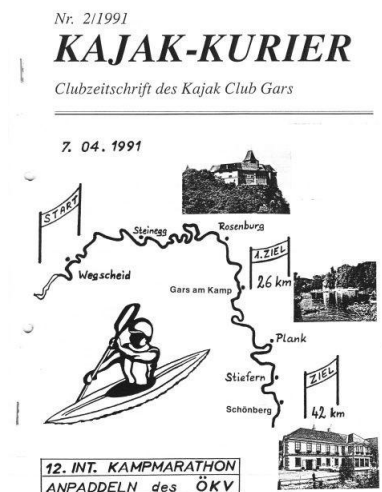 Nr. 2/1991
KAJAK-KURIER
Clubzeitschrift des Kajak Club Gars
7. 04. 1991
START
Steinegg
Rosenburg
Wegscheid
1. ZIEL
26 km
Gars am Kamp
Plank
Stiefern
ZIEL
Schönberg
42 km
12. INT. KAMPMARATHON
ANPADDELN des ÖKV